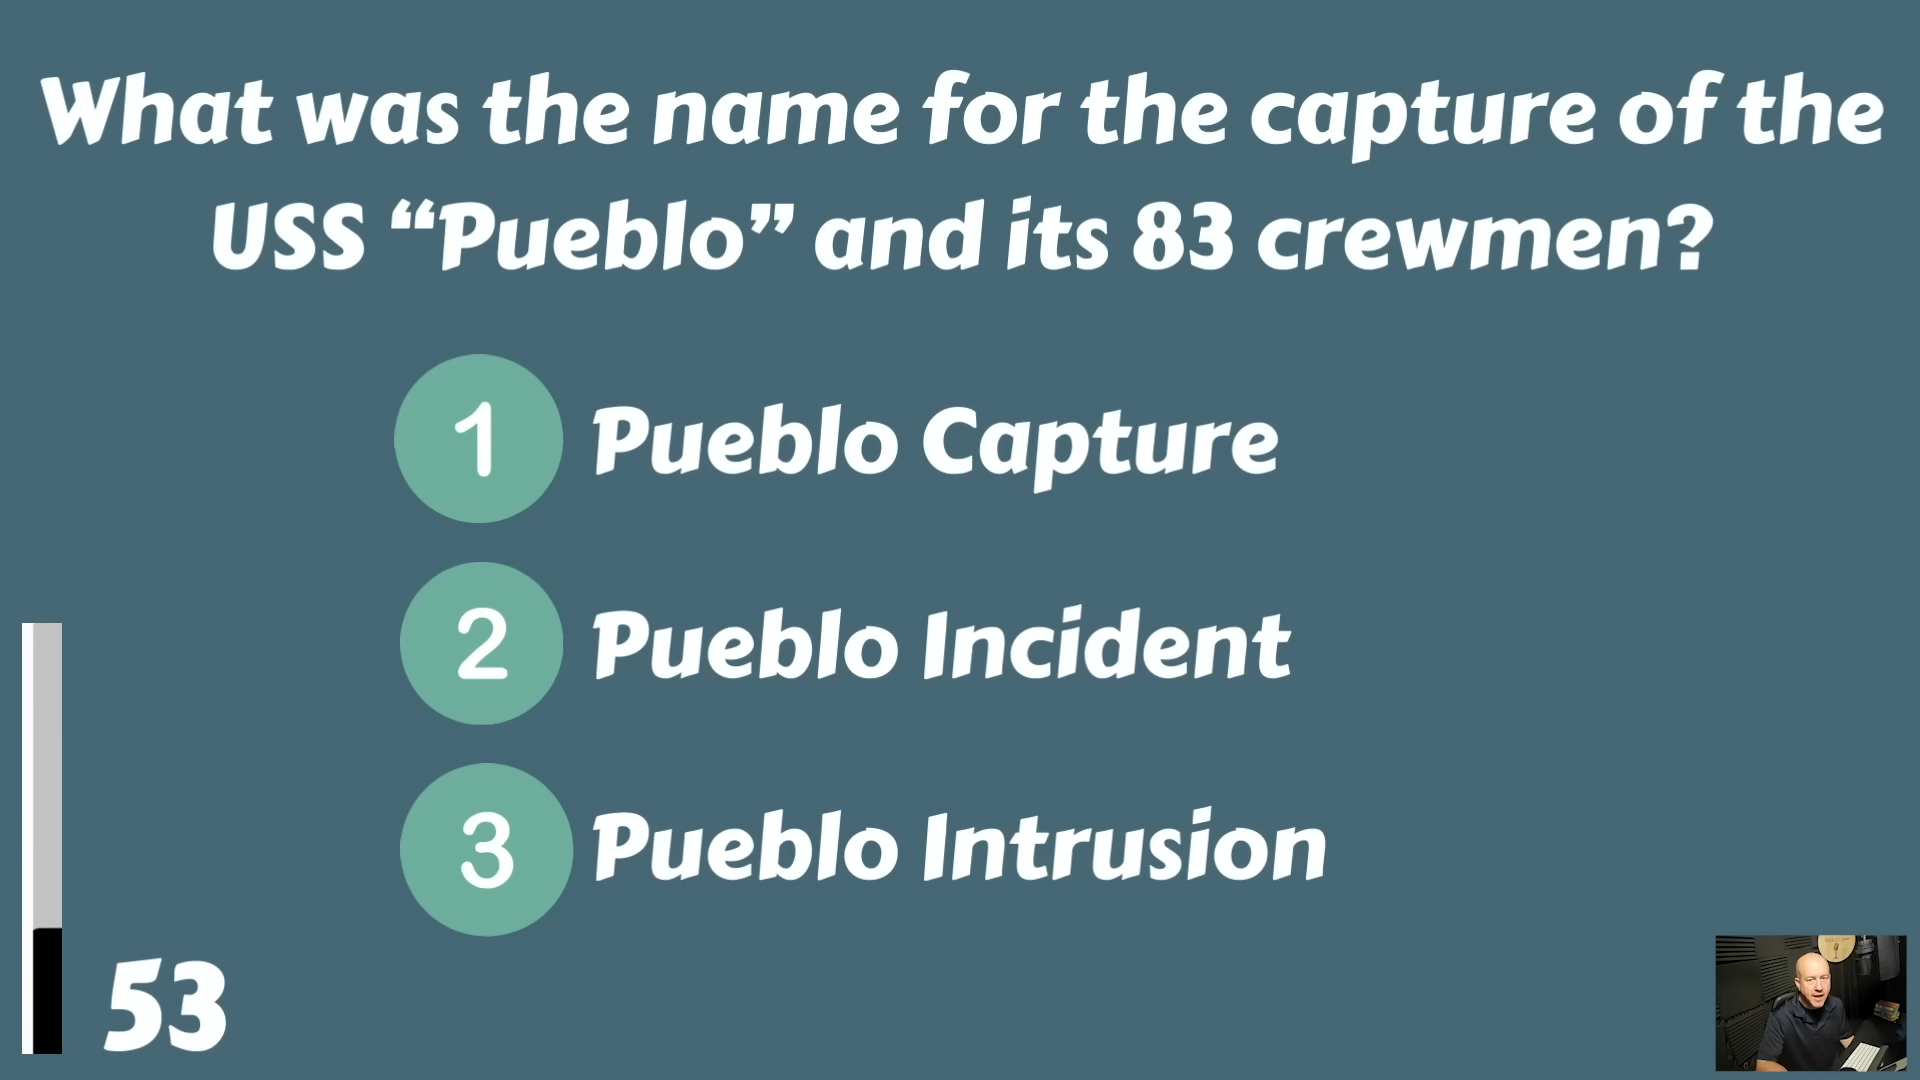 What was the name for the capture of the
USS “Pueblo” and its 83 crewmen?
1 Pueblo Capture
2 Pueblo Incident
3 Pueblo Intrusion
53